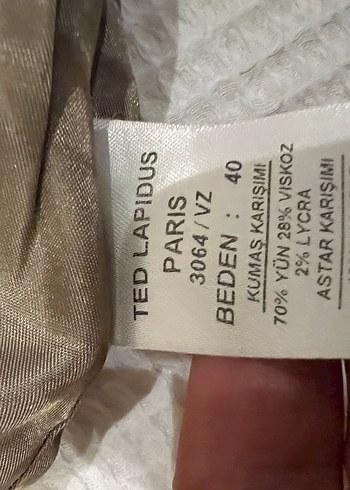 TED LAPIDUS
PARIS
3064 / VZ
BEDEN : 40
KUMAŞ KARIŞIMI
70% YÜN 28% VISKOZ
2% LYCRA
ASTAR KARIŞIMI